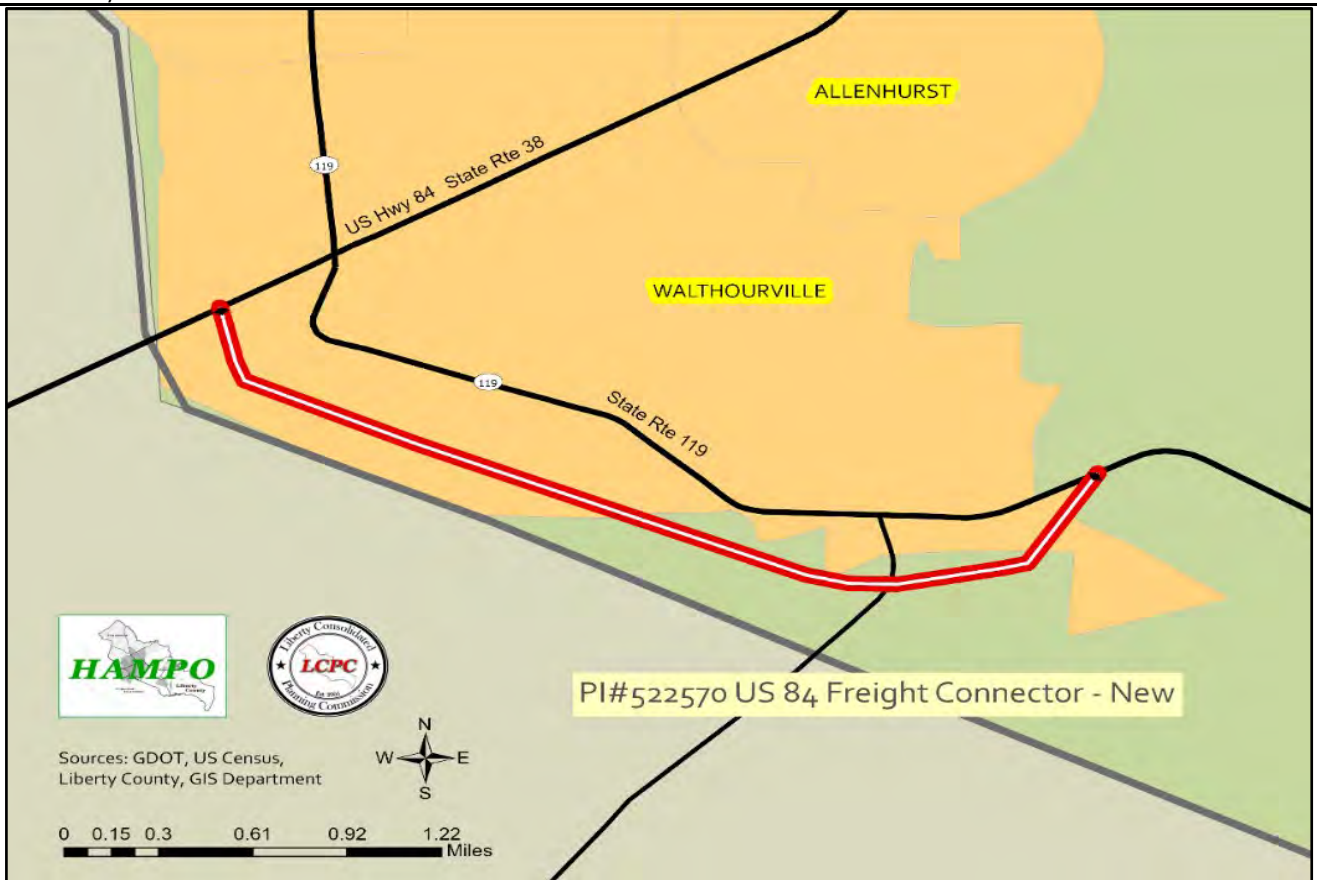 ALLENHURST
119
US Hwy 84 State Rte 38
WALTHOURVILLE
119
State Rte 119
HAMPO
Liberty
County
Liberty Consolidated
LCPC
Planning Commission
PI#522570 US 84 Freight Connector - New
N
W E
S
Sources: GDOT, US Census,
Liberty County, GIS Department
0 0.15 0.3 0.61 0.92 1.22
Miles